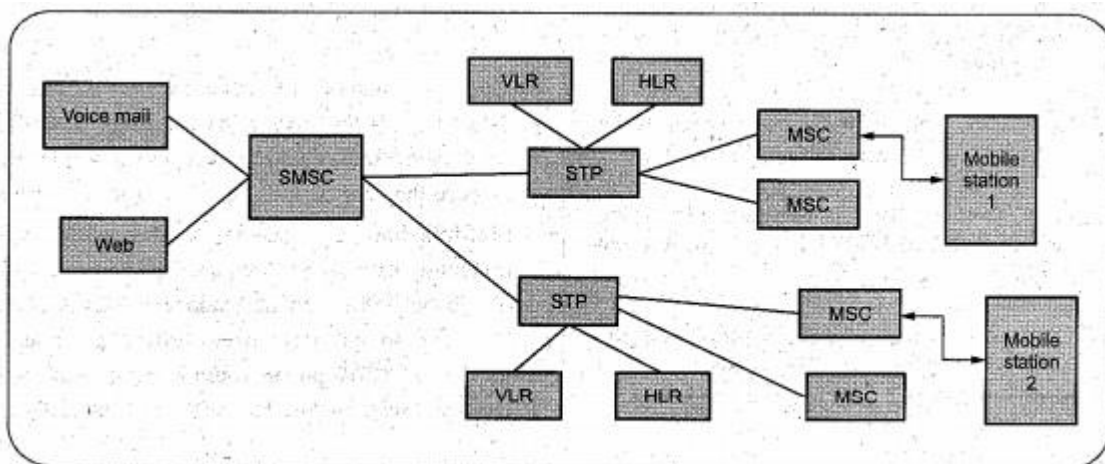 VLR
HLR
Voice mail
MSC
Mobile
station
1
SMSC
STP
MSC
Web
STP
MSC
Mobile
station
2
VLR
HLR
MSC